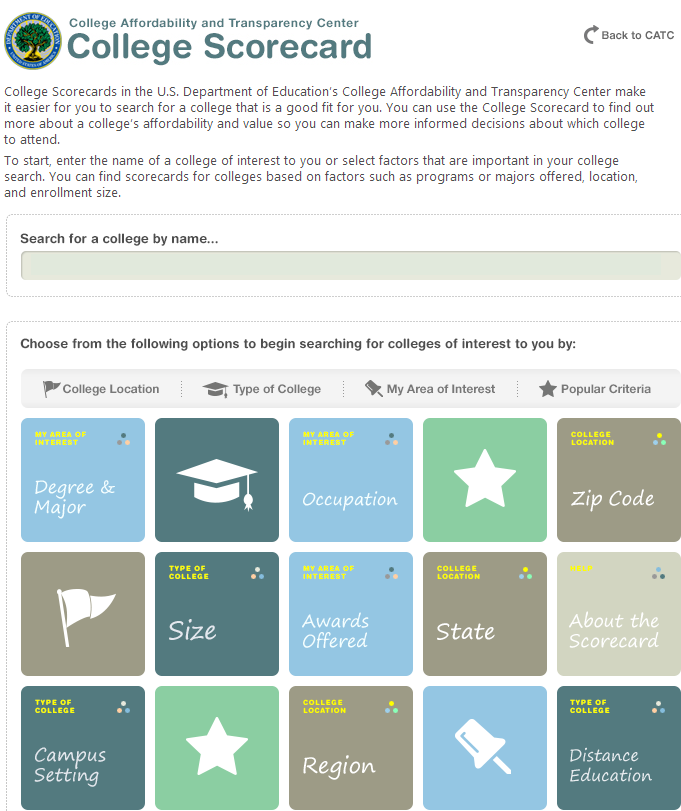 College Affordability and Transparency Center
College Scorecard
Back to CATC
College Scorecards in the U.S. Department of Education's College Affordability and Transparency Center make
it easier for you to search for a college that is a good fit for you. You can use the College Scorecard to find out
more about a college's affordability and value so you can make more informed decisions about which college
to attend.
To start, enter the name of a college of interest to you or select factors that are important in your college
search. You can find scorecards for colleges based on factors such as programs or majors offered, location,
and enrollment size.
Search for a college by name...
Choose from the following options to begin searching for colleges of interest to you by:
College Location
Type of College
My Area of Interest
Popular Criteria
MY AREA OF
INTEREST
Degree &
Major
MY AREA OF
INTEREST
Occupation
COLLEGE
LOCATION
Zip Code
TYPE OF
COLLEGE
Size
MY AREA OF
INTEREST
Awards
Offered
COLLEGE
LOCATION
State
HELP
About the
Scorecard
TYPE OF
COLLEGE
Campus
Setting
COLLEGE
LOCATION
Region
TYPE OF
COLLEGE
Distance
Education